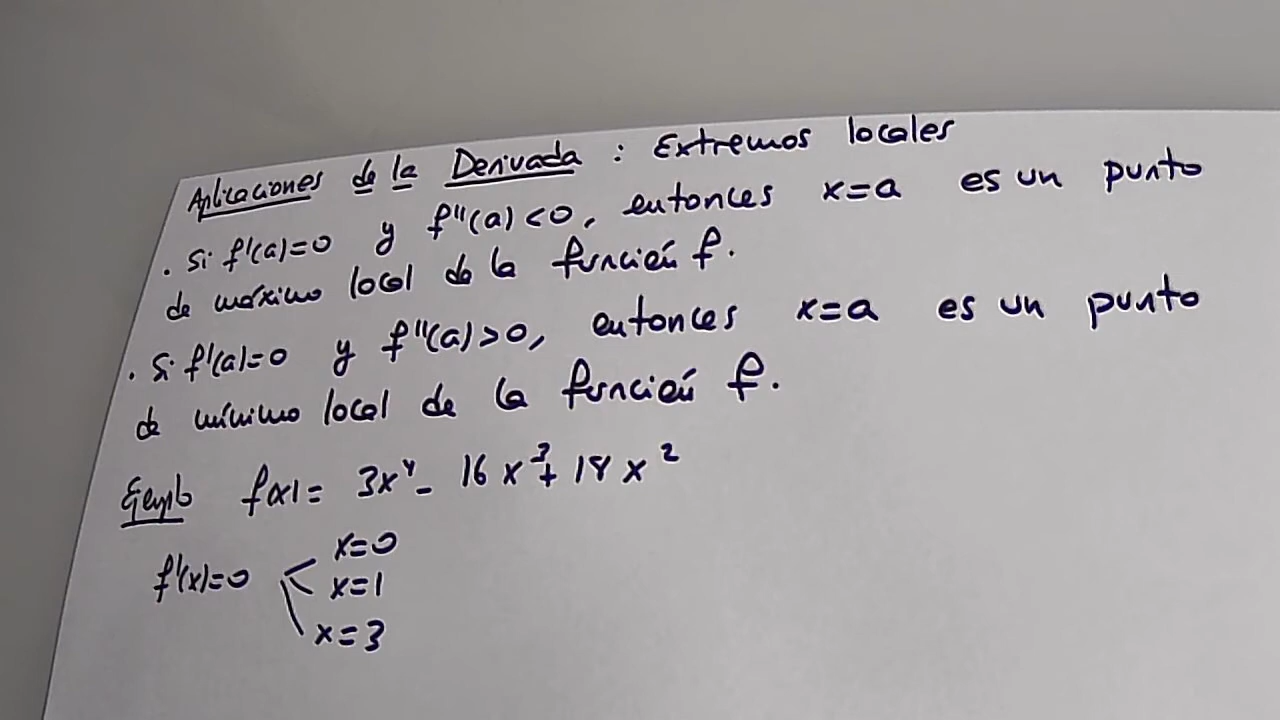 Aplicaciones de la Derivada : Extremos locales
. Si f'(a)=0 y f''(a)<0, entonces x=a es un punto
de máximo local de la función f.
. Si f'(a)=0 y f''(a)>0, entonces x=a es un punto
de mínimo local de la función f.
Ejemplo f(x)= 3x⁴- 16x³+ 18x²
f'(x)=0 x=0
x=1
x=3